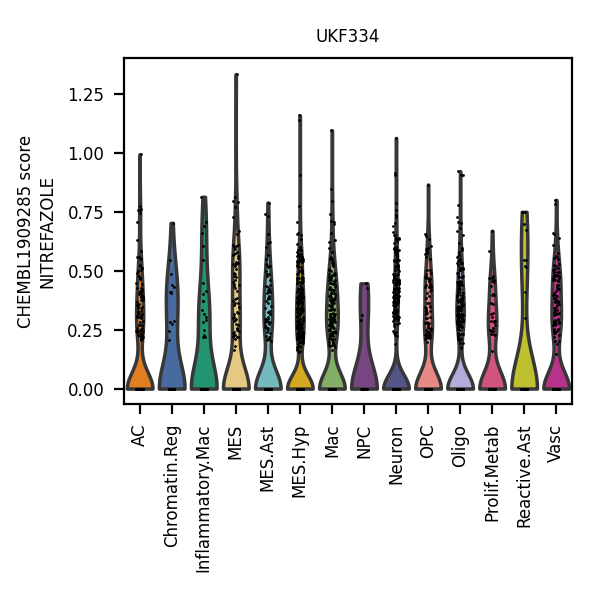 UKF334
CHEMBL1909285 score
NITREFAZOLE
1.25
1.00
0.75
0.50
0.25
0.00
AC
Chromatin.Reg
Inflammatory.Mac
MES
MES.Ast
MES.Hyp
Mac
NPC
Neuron
OPC
Oligo
Prolif.Metab
Reactive.Ast
Vasc